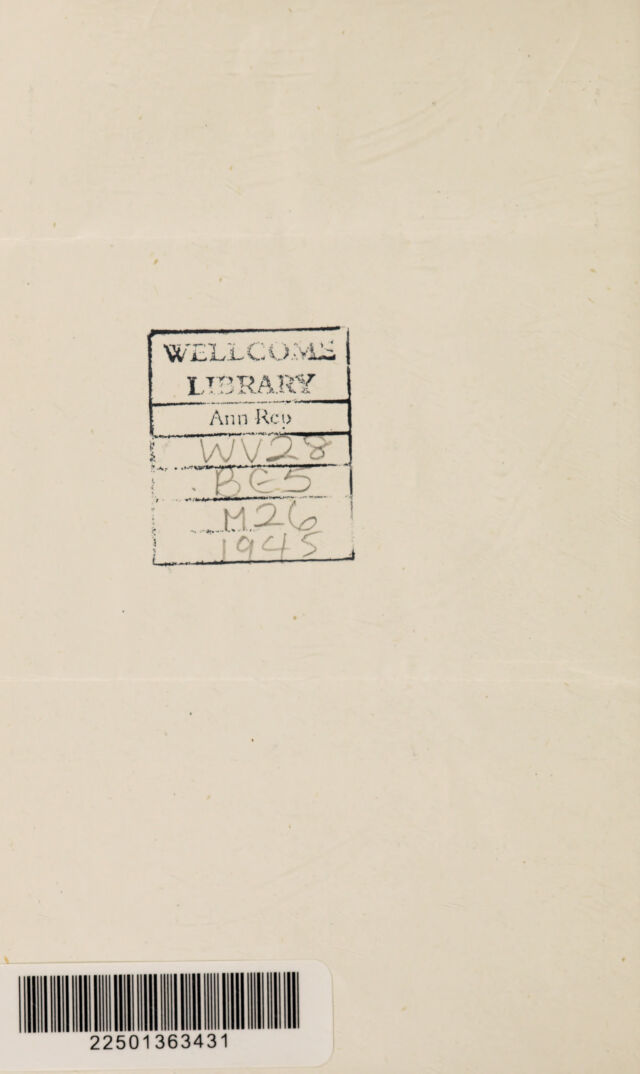 WELLCOME
LIBRARY
Ann Rep
WV28
BE5
M26
1945
22501363431